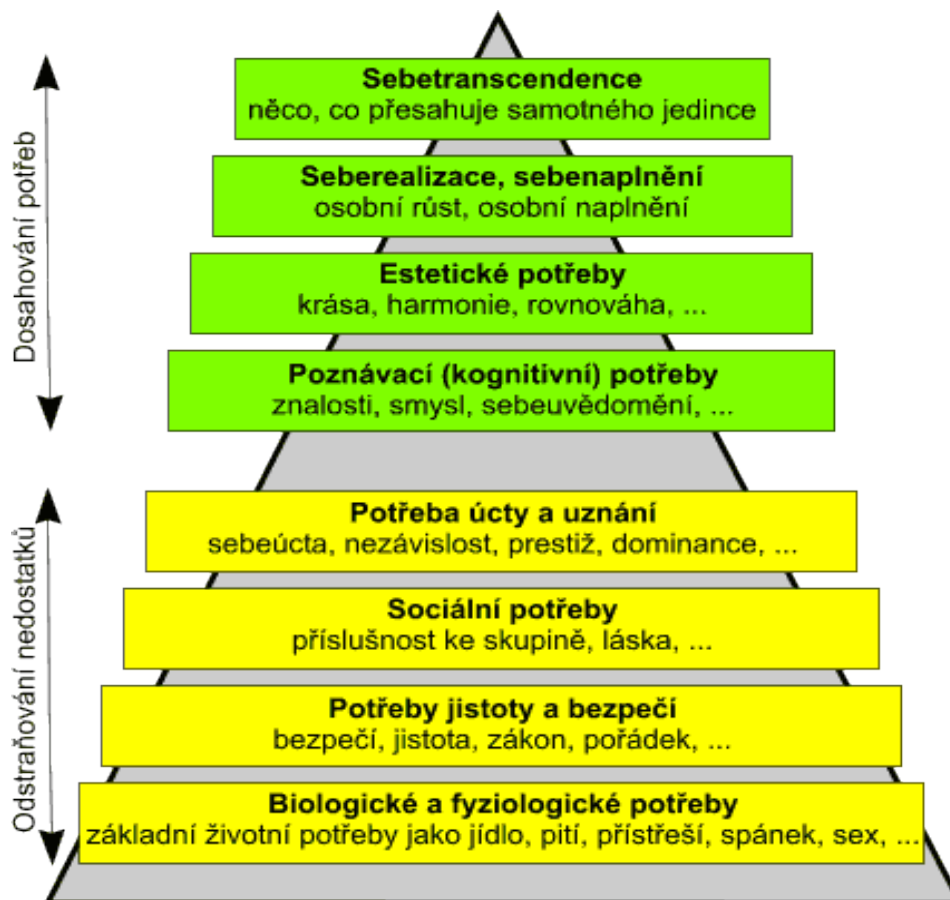 Dosahování potřeb
Sebetranscendence
něco, co přesahuje samotného jedince
Seberealizace, sebenaplnění
osobní růst, osobní naplnění
Estetické potřeby
krása, harmonie, rovnováha, ...
Poznávací (kognitivní) potřeby
znalosti, smysl, sebeuvědomění, ...
Odstraňování nedostatků
Potřeba úcty a uznání
sebeúcta, nezávislost, prestiž, dominance, ...
Sociální potřeby
příslušnost ke skupině, láska, ...
Potřeby jistoty a bezpečí
bezpečí, jistota, zákon, pořádek, ...
Biologické a fyziologické potřeby
základní životní potřeby jako jídlo, pití, přístřeší, spánek, sex, ...